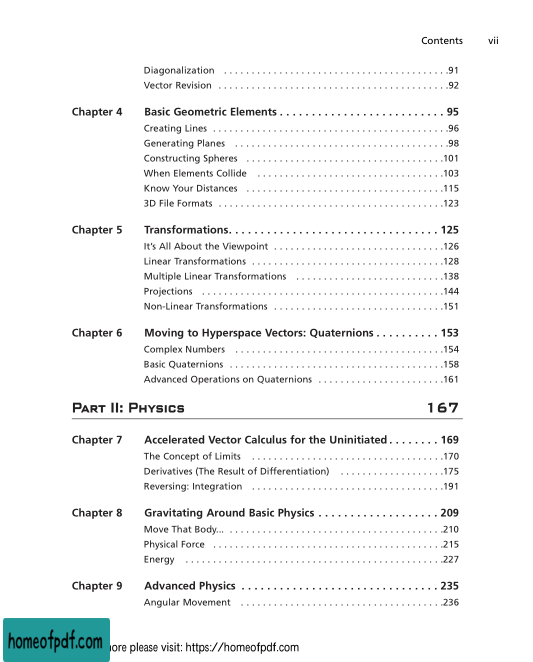 Contents vii
Diagonalization . . . . . . . . . . . . . . . . . . . . . . . . . . . . . . . . . . . . . . . . .91
Vector Revision . . . . . . . . . . . . . . . . . . . . . . . . . . . . . . . . . . . . . . . . . .92
Chapter 4 Basic Geometric Elements . . . . . . . . . . . . . . . . . . . . . . . . . . 95
Creating Lines . . . . . . . . . . . . . . . . . . . . . . . . . . . . . . . . . . . . . . . . . . .96
Generating Planes . . . . . . . . . . . . . . . . . . . . . . . . . . . . . . . . . . . . . . .98
Constructing Spheres . . . . . . . . . . . . . . . . . . . . . . . . . . . . . . . . . . . .101
When Elements Collide . . . . . . . . . . . . . . . . . . . . . . . . . . . . . . . . . .103
Know Your Distances . . . . . . . . . . . . . . . . . . . . . . . . . . . . . . . . . . . .115
3D File Formats . . . . . . . . . . . . . . . . . . . . . . . . . . . . . . . . . . . . . . . . .123
Chapter 5 Transformations. . . . . . . . . . . . . . . . . . . . . . . . . . . . . . . . . 125
It's All About the Viewpoint . . . . . . . . . . . . . . . . . . . . . . . . . . . . . . .126
Linear Transformations . . . . . . . . . . . . . . . . . . . . . . . . . . . . . . . . . . .128
Multiple Linear Transformations . . . . . . . . . . . . . . . . . . . . . . . . . . .138
Projections . . . . . . . . . . . . . . . . . . . . . . . . . . . . . . . . . . . . . . . . . . . .144
Non-Linear Transformations . . . . . . . . . . . . . . . . . . . . . . . . . . . . . . .151
Chapter 6 Moving to Hyperspace Vectors: Quaternions . . . . . . . . . . 153
Complex Numbers . . . . . . . . . . . . . . . . . . . . . . . . . . . . . . . . . . . . . .154
Basic Quaternions . . . . . . . . . . . . . . . . . . . . . . . . . . . . . . . . . . . . . . .158
Advanced Operations on Quaternions . . . . . . . . . . . . . . . . . . . . . . .161
Part II: Physics 167
Chapter 7 Accelerated Vector Calculus for the Uninitiated . . . . . . . . 169
The Concept of Limits . . . . . . . . . . . . . . . . . . . . . . . . . . . . . . . . . . .170
Derivatives (The Result of Differentiation) . . . . . . . . . . . . . . . . . . .175
Reversing: Integration . . . . . . . . . . . . . . . . . . . . . . . . . . . . . . . . . . .191
Chapter 8 Gravitating Around Basic Physics . . . . . . . . . . . . . . . . . . . 209
Move That Body... . . . . . . . . . . . . . . . . . . . . . . . . . . . . . . . . . . . . . . .210
Physical Force . . . . . . . . . . . . . . . . . . . . . . . . . . . . . . . . . . . . . . . . . .215
Energy . . . . . . . . . . . . . . . . . . . . . . . . . . . . . . . . . . . . . . . . . . . . . . .227
Chapter 9 Advanced Physics . . . . . . . . . . . . . . . . . . . . . . . . . . . . . . . 235
Angular Movement . . . . . . . . . . . . . . . . . . . . . . . . . . . . . . . . . . . . .236
homeofpdf.com
please visit: https://homeofpdf.com